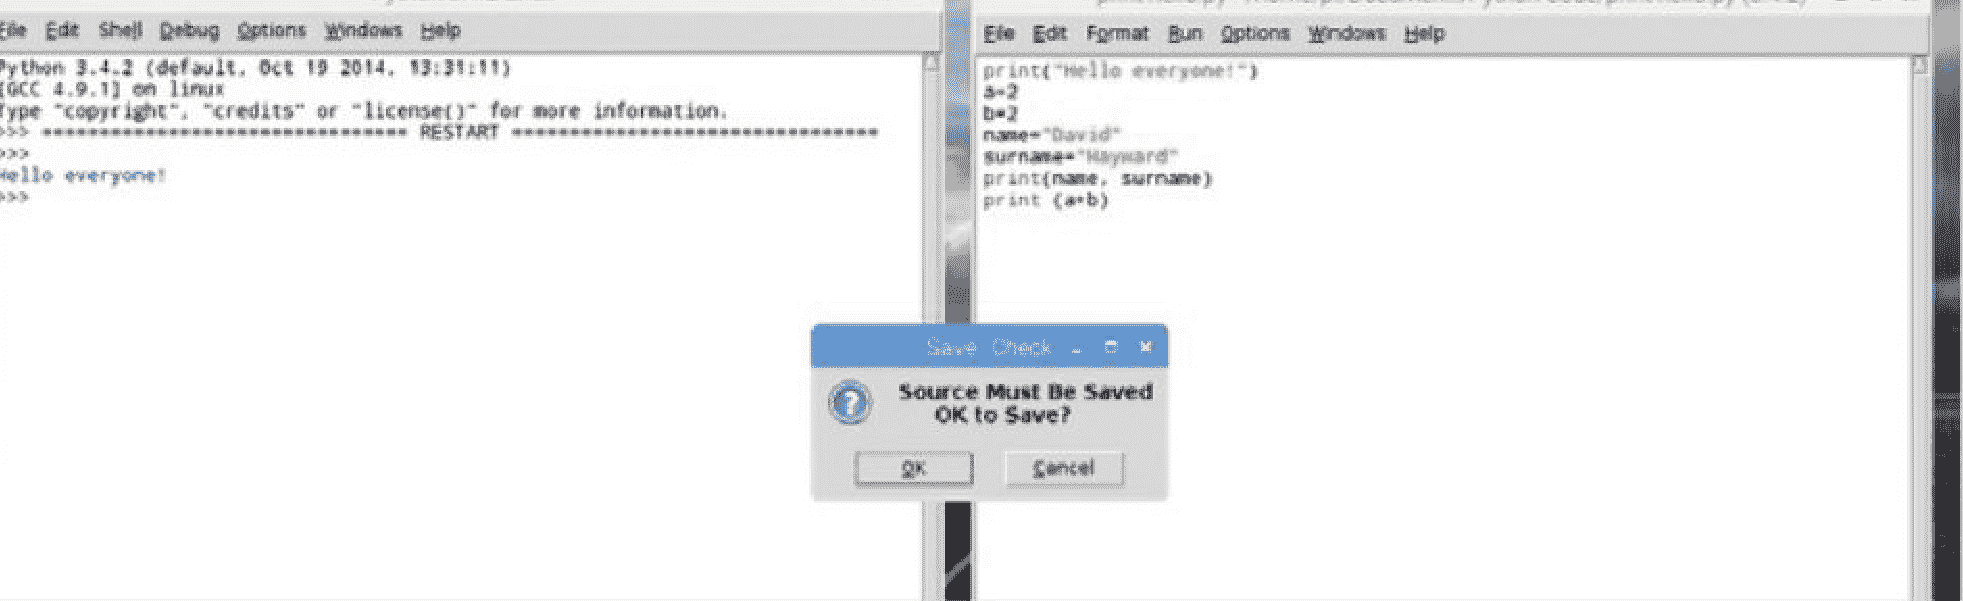 File Edit Shell Debug Options Windows Help
Python 3.4.2 (default, Oct 19 2014, 13:31:11)
[GCC 4.9.1] on linux
Type "copyright", "credits" or "license()" for more information.
>>> ================================ RESTART ================================
>>>
Hello everyone!
>>>
File Edit Format Run Options Windows Help
print("Hello everyone!")
a=2
b=2
name="David"
surname="Hayward"
print(name, surname)
print (a+b)
Save Check
Source Must Be Saved
OK to Save?
OK Cancel